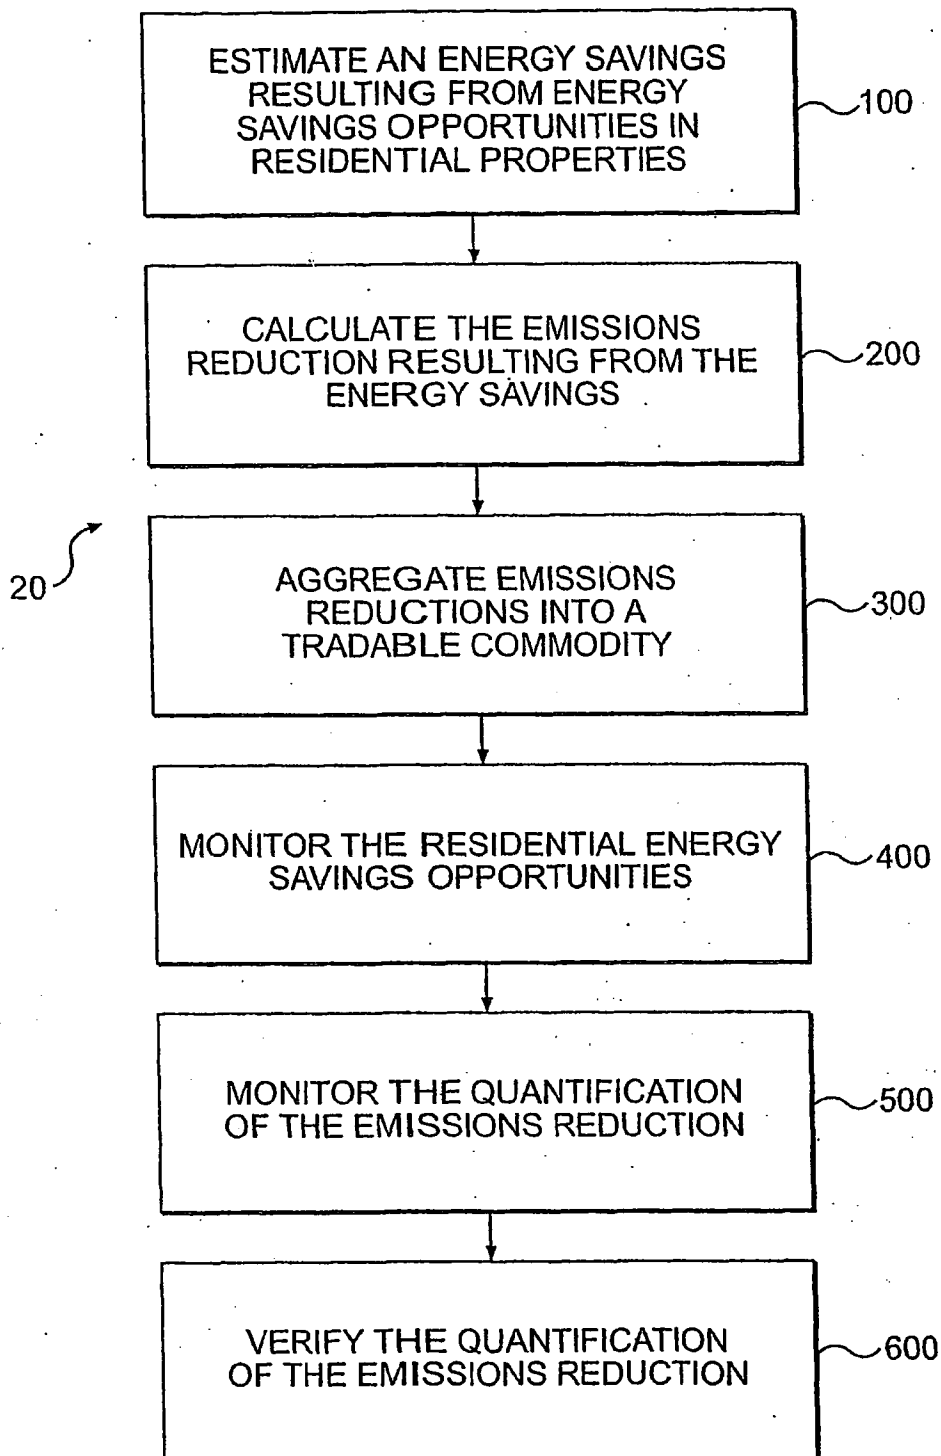 ESTIMATE AN ENERGY SAVINGS
RESULTING FROM ENERGY
SAVINGS OPPORTUNITIES IN
RESIDENTIAL PROPERTIES
100
CALCULATE THE EMISSIONS
REDUCTION RESULTING FROM THE
ENERGY SAVINGS
200
20
AGGREGATE EMISSIONS
REDUCTIONS INTO A
TRADABLE COMMODITY
300
MONITOR THE RESIDENTIAL ENERGY
SAVINGS OPPORTUNITIES
400
MONITOR THE QUANTIFICATION
OF THE EMISSIONS REDUCTION
500
VERIFY THE QUANTIFICATION
OF THE EMISSIONS REDUCTION
600